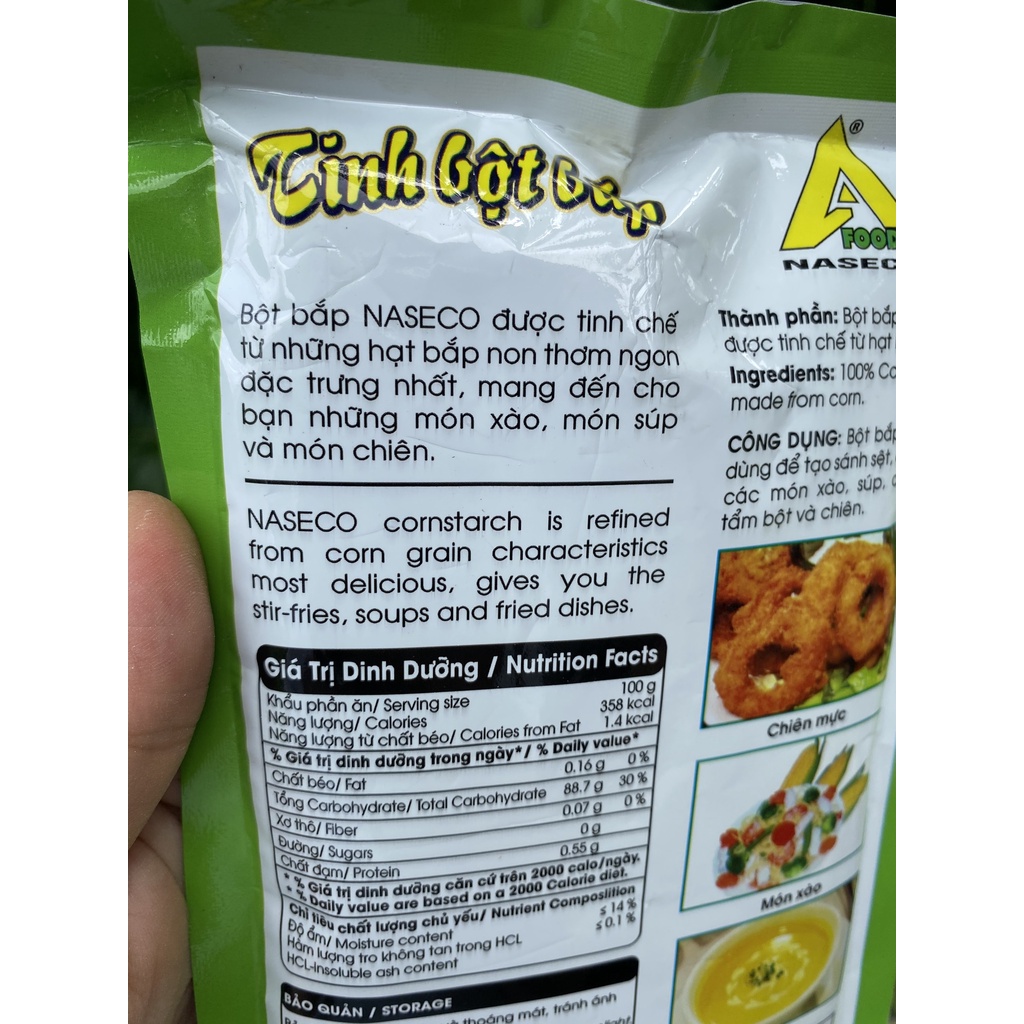 Tinh bột bắp
Bột bắp NASECO được tinh chế
từ những hạt bắp non thơm ngon
đặc trưng nhất, mang đến cho
bạn những món xào, món súp
và món chiên.
NASECO cornstarch is refined
from corn grain characteristics
most delicious, gives you the
stir-fries, soups and fried dishes.
Giá Trị Dinh Dưỡng / Nutrition Facts
Khẩu phần ăn/ Serving size 100 g
Năng lượng/ Calories 358 kcal
Năng lượng từ chất béo/ Calories from Fat 1.4 kcal
% Giá trị dinh dưỡng trong ngày*/ % Daily value*
Chất béo/ Fat 0.16 g 0%
Tổng Carbohydrate/ Total Carbohydrate 88.7 g 30%
Xơ thô/ Fiber 0.07 g 0%
Đường/ Sugars 0 g
Chất đạm/ Protein 0.55 g
* % Giá trị dinh dưỡng căn cứ trên 2000 calo/ngày.
* % Daily value are based on a 2000 Calorie diet.
Chỉ tiêu chất lượng chủ yếu/ Nutrient Composition
Độ ẩm/ Moisture content ≤ 14%
Hàm lượng tro không tan trong HCL ≤ 0.1%
HCL-insoluble ash content
BẢO QUẢN / STORAGE
thoáng mát, tránh ánh
A ®
FOOD
NASEC
Thành phần: Bột bắp
được tinh chế từ hạt
Ingredients: 100% Co
made from corn.
CÔNG DỤNG: Bột bắp
dùng để tạo sánh sệt,
các món xào, súp,
tẩm bột và chiên.
Chiên mực
Món xào